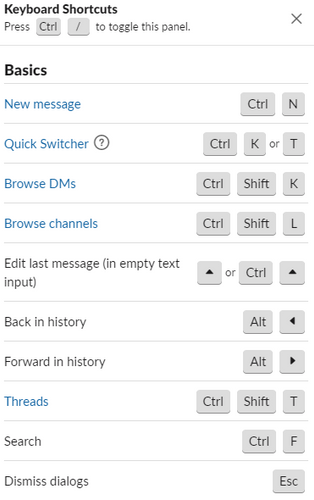 Keyboard Shortcuts
Press Ctrl / to toggle this panel.
Basics
New message Ctrl N
Quick Switcher ? Ctrl K or T
Browse DMs Ctrl Shift K
Browse channels Ctrl Shift L
Edit last message (in empty text
input) ▲ or Ctrl ▲
Back in history Alt ◀
Forward in history Alt ▶
Threads Ctrl Shift T
Search Ctrl F
Dismiss dialogs Esc